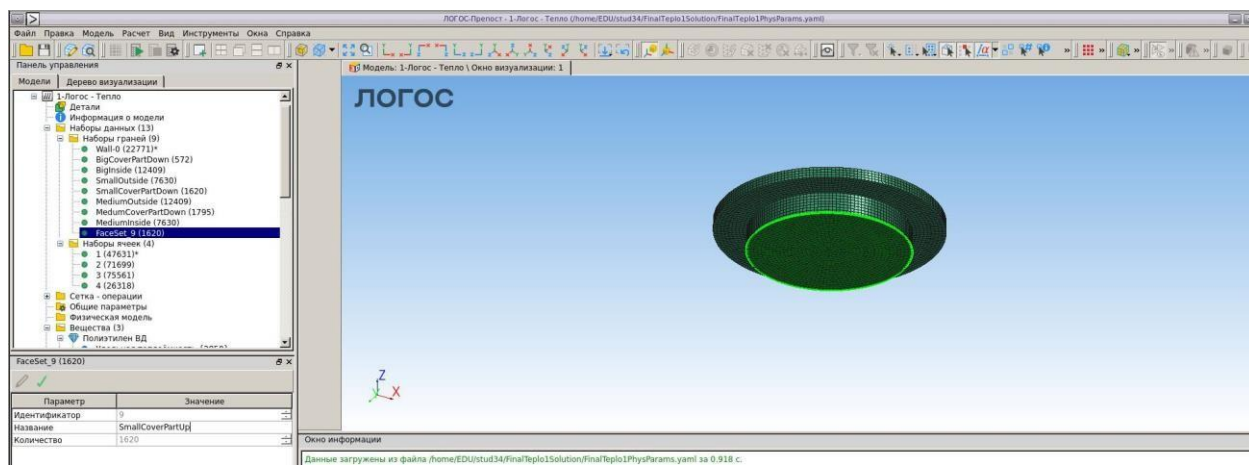 ЛОГОС-Препост - 1-Логос - Тепло (/home/EDU/stud34/FinalTeplo1Solution/FinalTeplo1PhysParams.yaml)
Файл Правка Модель Расчет Вид Инструменты Окна Справка
Панель управления
Модель: 1-Логос - Тепло \ Окно визуализации: 1
Модели Дерево визуализации
1-Логос - Тепло
Детали
Информация о модели
Наборы данных (13)
Наборы граней (9)
Wall-0 (22771)*
BigCoverPartDown (572)
BigInside (12409)
SmallOutside (7630)
SmallCoverPartDown (1620)
MediumOutside (12409)
MedumCoverPartDown (1795)
MediumInside (7630)
FaceSet_9 (1620)
Наборы ячеек (4)
1 (47631)*
2 (71699)
3 (75561)
4 (26318)
Сетка - операции
Общие параметры
Физическая модель
Вещества (3)
Полиэтилен ВД
ЛОГОС
Z
X
FaceSet_9 (1620)
Параметр Значение
Идентификатор 9
Название SmallCoverPartUp
Количество 1620
Окно информации
Данные загружены из файла /home/EDU/stud34/FinalTeplo1Solution/FinalTeplo1PhysParams.yaml за 0.918 с.